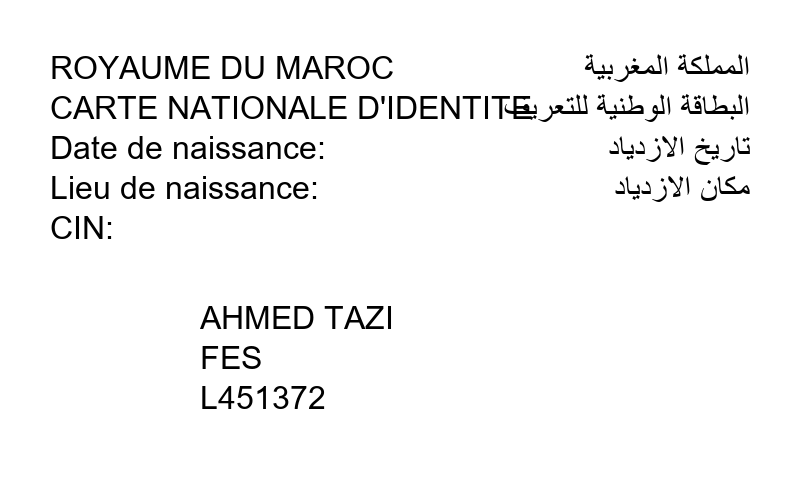 ROYAUME DU MAROC المملكة المغربية
CARTE NATIONALE D'IDENTITE البطاقة الوطنية للتعريف
Date de naissance: تاريخ الازدياد
Lieu de naissance: مكان الازدياد
CIN:
AHMED TAZI
FES
L451372